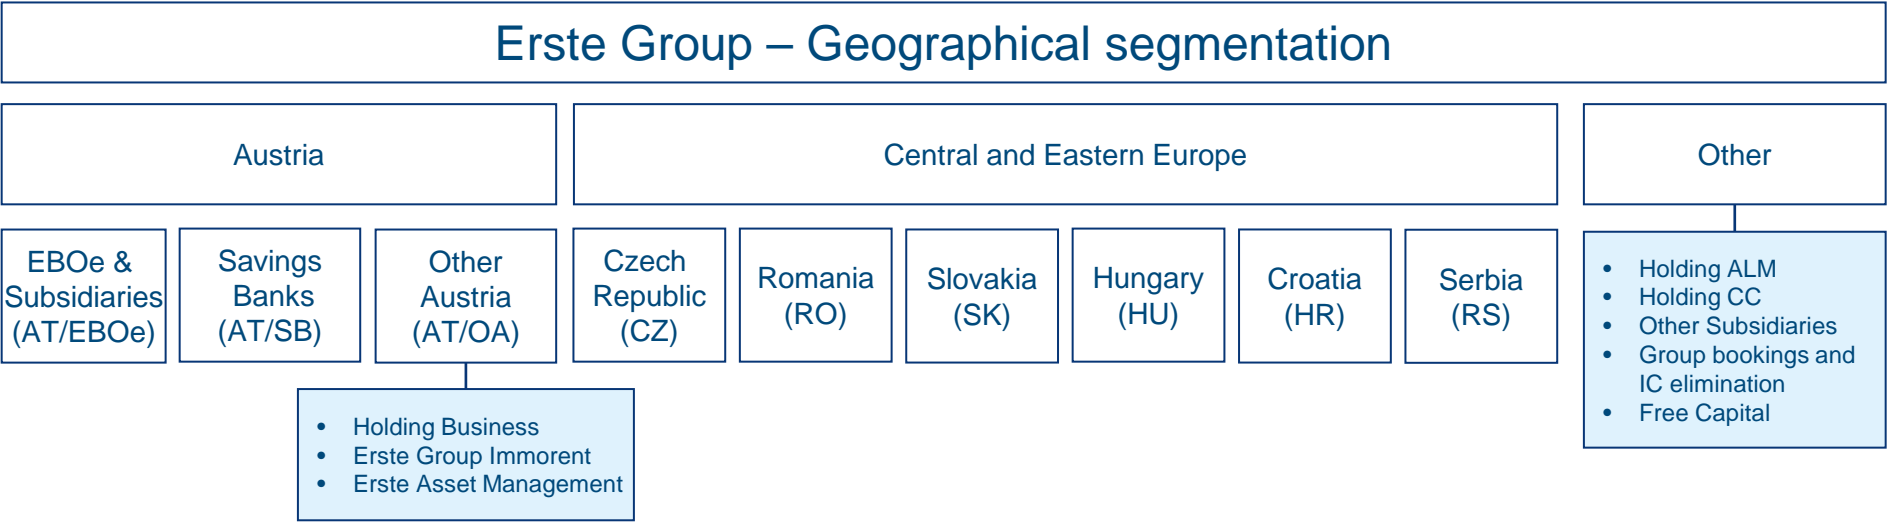 Erste Group – Geographical segmentation
Austria
Central and Eastern Europe
Other
EBOe &
Subsidiaries
(AT/EBOe)
Savings
Banks
(AT/SB)
Other
Austria
(AT/OA)
Czech
Republic
(CZ)
Romania
(RO)
Slovakia
(SK)
Hungary
(HU)
Croatia
(HR)
Serbia
(RS)
• Holding Business
• Erste Group Immorent
• Erste Asset Management
• Holding ALM
• Holding CC
• Other Subsidiaries
• Group bookings and
IC elimination
• Free Capital